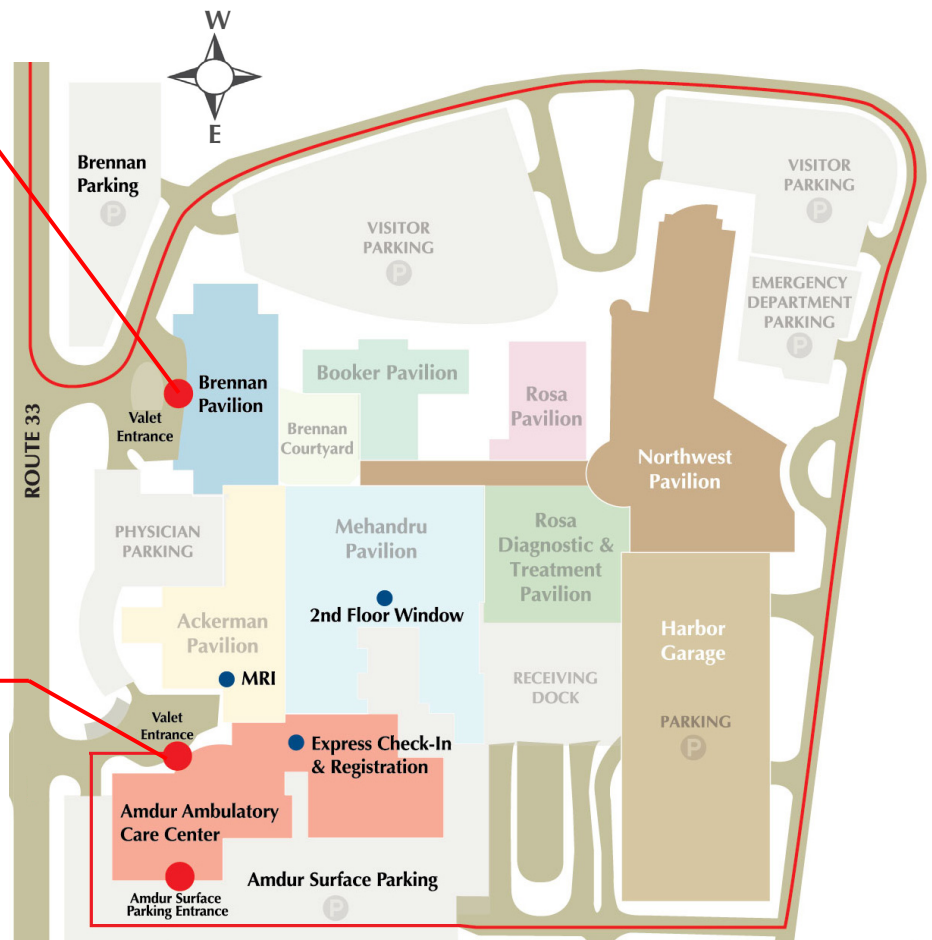 W
E
Brennan
Parking
P
VISITOR
PARKING
P
VISITOR
PARKING
P
EMERGENCY
DEPARTMENT
PARKING
P
ROUTE 33
Valet
Entrance
Brennan
Pavilion
Booker Pavilion
Brennan
Courtyard
Rosa
Pavilion
Northwest
Pavilion
PHYSICIAN
PARKING
Mehandru
Pavilion
2nd Floor Window
Rosa
Diagnostic &
Treatment
Pavilion
Ackerman
Pavilion
MRI
Harbor
Garage
PARKING
P
RECEIVING
DOCK
Valet
Entrance
Express Check-In
& Registration
Amdur Ambulatory
Care Center
Amdur Surface
Parking Entrance
Amdur Surface Parking
P